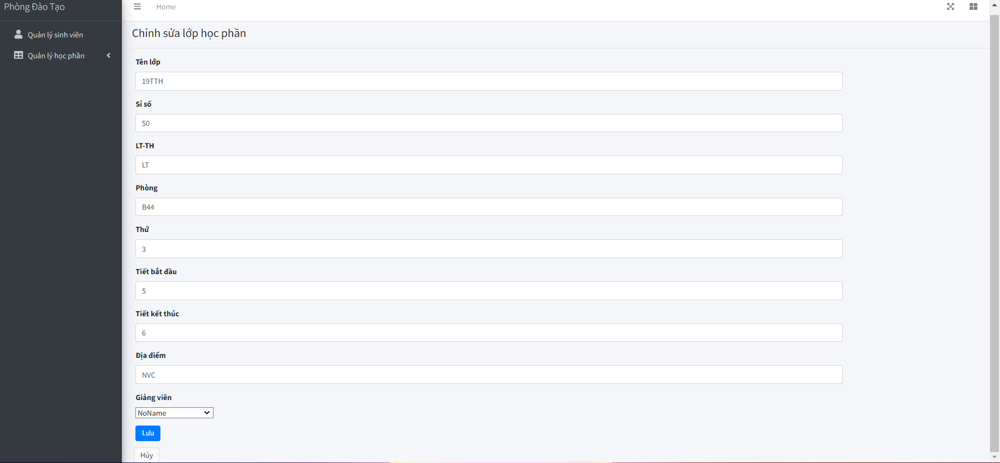 Phòng Đào Tạo
Home
Quản lý sinh viên
Quản lý học phần
Chỉnh sửa lớp học phần
Tên lớp
19TTH
Sỉ số
50
LT-TH
LT
Phòng
B44
Thứ
3
Tiết bắt đầu
5
Tiết kết thúc
6
Địa điểm
NVC
Giảng viên
NoName
Lưu
Hủy